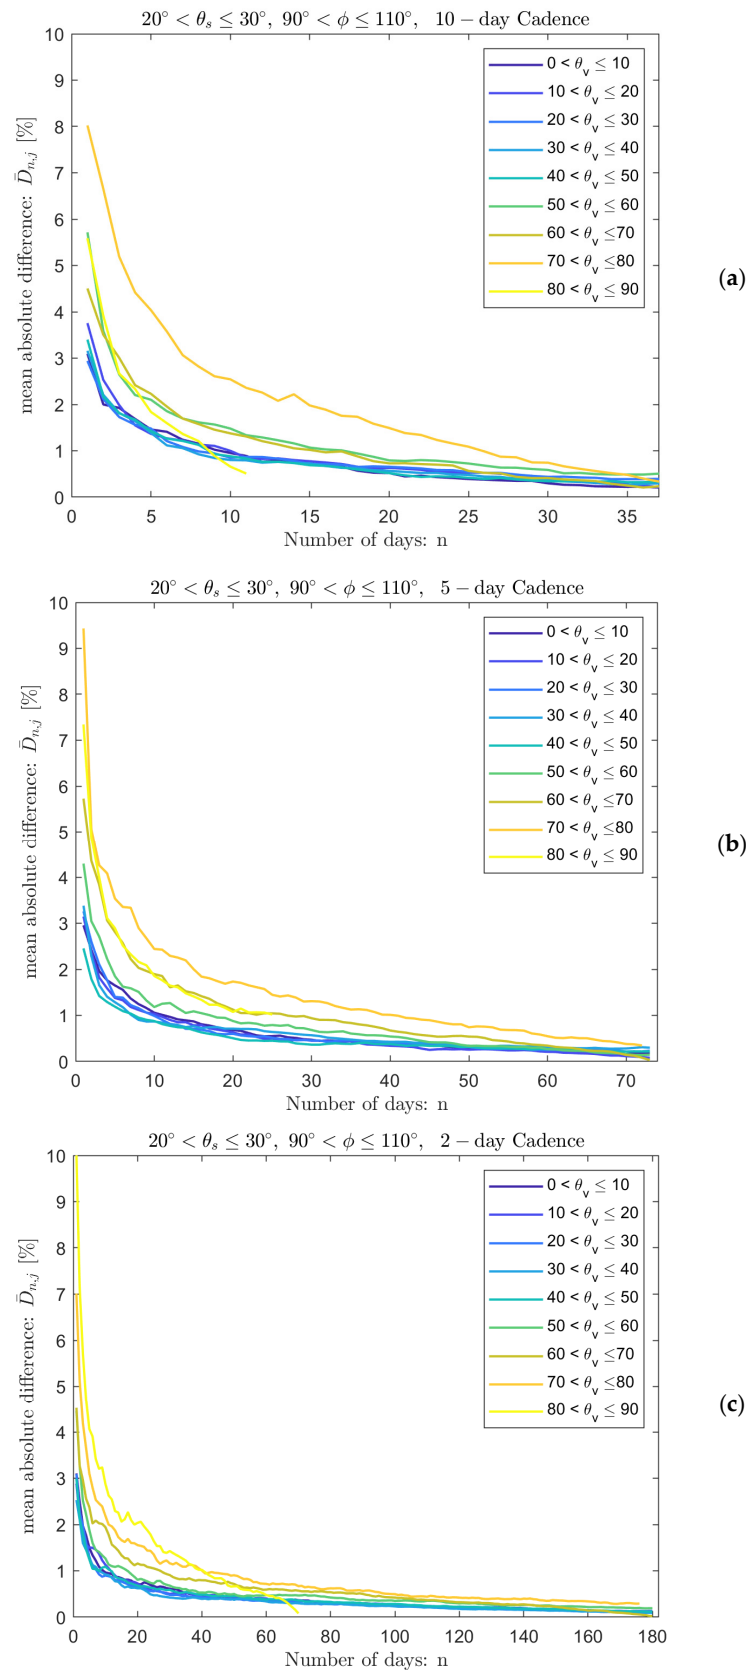 20° < θs ≤ 30°, 90° < ϕ ≤ 110°, 10 − day Cadence
10
9
8
7
6
5
4
3
2
1
0
mean absolute difference: D̄n,j [%]
0 < θv ≤ 10
10 < θv ≤ 20
20 < θv ≤ 30
30 < θv ≤ 40
40 < θv ≤ 50
50 < θv ≤ 60
60 < θv ≤70
70 < θv ≤80
80 < θv ≤ 90
0 5 10 15 20 25 30 35
Number of days: n
(a)
20° < θs ≤ 30°, 90° < ϕ ≤ 110°, 5 − day Cadence
10
9
8
7
6
5
4
3
2
1
0
mean absolute difference: D̄n,j [%]
0 < θv ≤ 10
10 < θv ≤ 20
20 < θv ≤ 30
30 < θv ≤ 40
40 < θv ≤ 50
50 < θv ≤ 60
60 < θv ≤70
70 < θv ≤80
80 < θv ≤ 90
0 10 20 30 40 50 60 70
Number of days: n
(b)
20° < θs ≤ 30°, 90° < ϕ ≤ 110°, 2 − day Cadence
10
9
8
7
6
5
4
3
2
1
0
mean absolute difference: D̄n,j [%]
0 < θv ≤ 10
10 < θv ≤ 20
20 < θv ≤ 30
30 < θv ≤ 40
40 < θv ≤ 50
50 < θv ≤ 60
60 < θv ≤70
70 < θv ≤80
80 < θv ≤ 90
0 20 40 60 80 100 120 140 160 180
Number of days: n
(c)